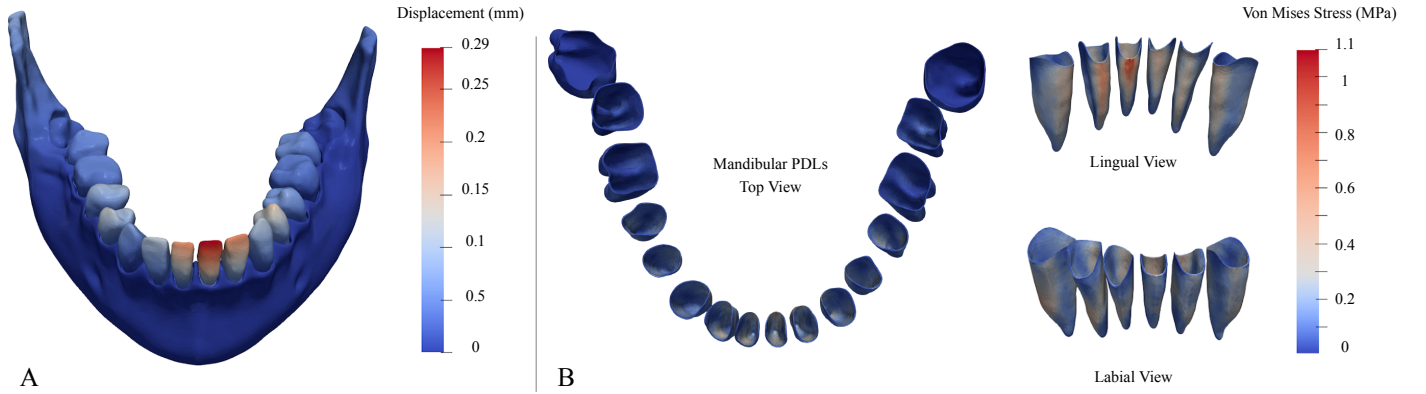 Displacement (mm)
0.29
0.25
0.2
0.15
0.1
0.5
0
A
Mandibular PDLs
Top View
B
Von Mises Stress (MPa)
1.1
1
0.8
0.6
0.4
0.2
0
Lingual View
Labial View